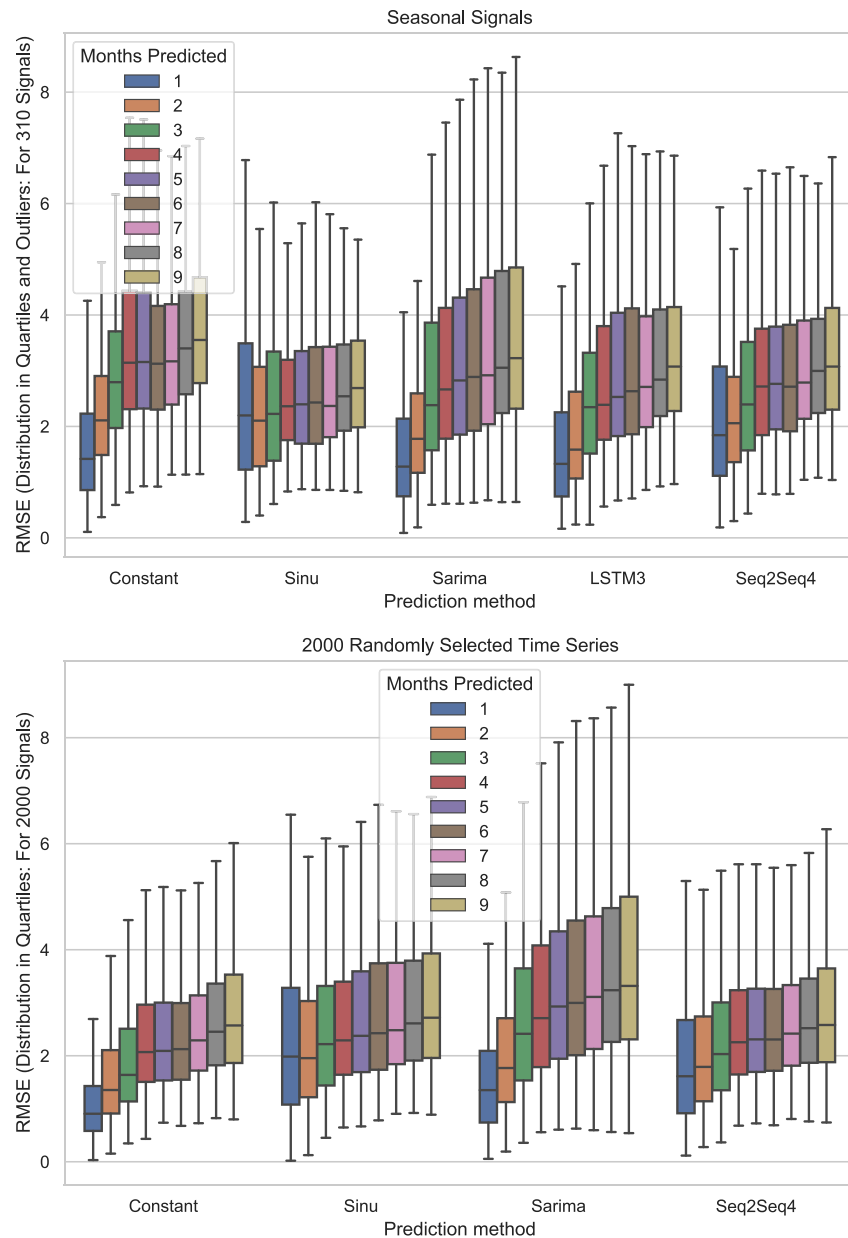 Seasonal Signals
RMSE (Distribution in Quartiles and Outliers: For 310 Signals)
8
6
4
2
0
Months Predicted
1
2
3
4
5
6
7
8
9
Constant
Sinu
Sarima
LSTM3
Seq2Seq4
Prediction method
2000 Randomly Selected Time Series
RMSE (Distribution in Quartiles: For 2000 Signals)
8
6
4
2
0
Months Predicted
1
2
3
4
5
6
7
8
9
Constant
Sinu
Sarima
Seq2Seq4
Prediction method